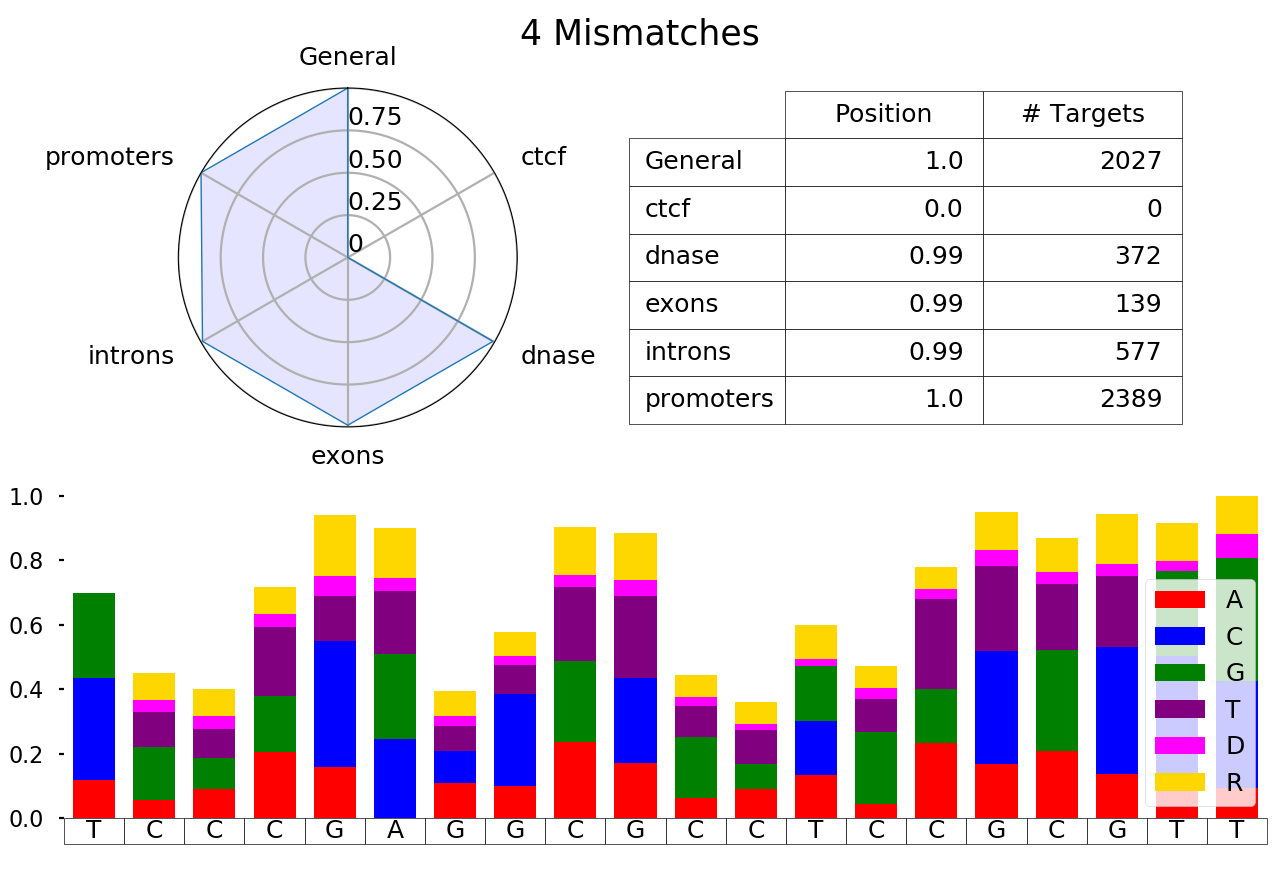 4 Mismatches
General
0.75
promoters
ctcf
0.50
0.25
0
introns
dnase
exons
Position # Targets
General 1.0 2027
ctcf 0.0 0
dnase 0.99 372
exons 0.99 139
introns 0.99 577
promoters 1.0 2389
1.0
0.8
0.6
0.4
0.2
0.0
A
C
G
T
D
R
T C C C G A G G C G C C T C C G C G T T